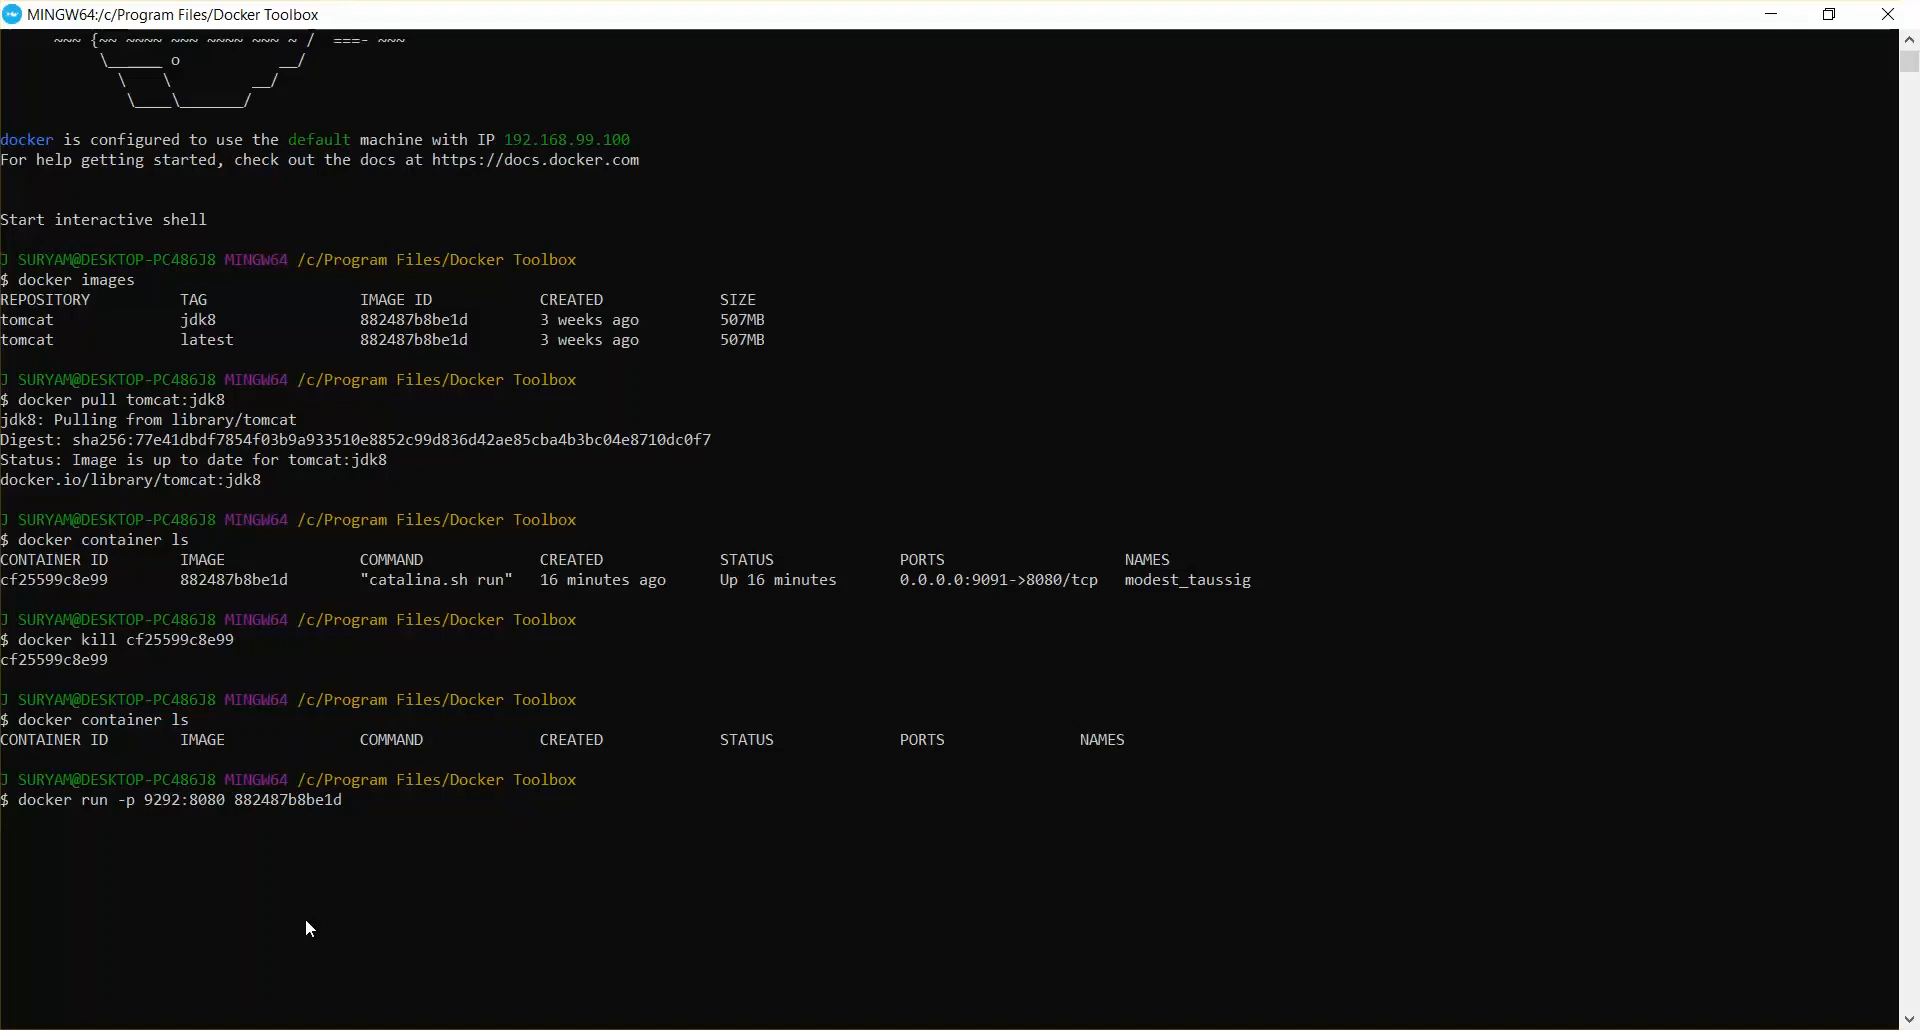 MINGW64:/c/Program Files/Docker Toolbox
~~~ {~~ ~~~~ ~~~ ~~~~ ~~~ ~ /  ===- ~~~
\______ o           __/
\    \         __/
\____\_______/
docker is configured to use the default machine with IP 192.168.99.100
For help getting started, check out the docs at https://docs.docker.com
Start interactive shell
J SURYAM@DESKTOP-PC486J8 MINGW64 /c/Program Files/Docker Toolbox
$ docker images
REPOSITORY          TAG                 IMAGE ID            CREATED             SIZE
tomcat              jdk8                882487b8be1d        3 weeks ago         507MB
tomcat              latest              882487b8be1d        3 weeks ago         507MB
J SURYAM@DESKTOP-PC486J8 MINGW64 /c/Program Files/Docker Toolbox
$ docker pull tomcat:jdk8
jdk8: Pulling from library/tomcat
Digest: sha256:77e41dbdf7854f03b9a933510e8852c99d836d42ae85cba4b3bc04e8710dc0f7
Status: Image is up to date for tomcat:jdk8
docker.io/library/tomcat:jdk8
J SURYAM@DESKTOP-PC486J8 MINGW64 /c/Program Files/Docker Toolbox
$ docker container ls
CONTAINER ID        IMAGE               COMMAND             CREATED             STATUS              PORTS                    NAMES
cf25599c8e99        882487b8be1d        "catalina.sh run"   16 minutes ago      Up 16 minutes       0.0.0.0:9091->8080/tcp   modest_taussig
J SURYAM@DESKTOP-PC486J8 MINGW64 /c/Program Files/Docker Toolbox
$ docker kill cf25599c8e99
cf25599c8e99
J SURYAM@DESKTOP-PC486J8 MINGW64 /c/Program Files/Docker Toolbox
$ docker container ls
CONTAINER ID        IMAGE               COMMAND             CREATED             STATUS              PORTS               NAMES
J SURYAM@DESKTOP-PC486J8 MINGW64 /c/Program Files/Docker Toolbox
$ docker run -p 9292:8080 882487b8be1d